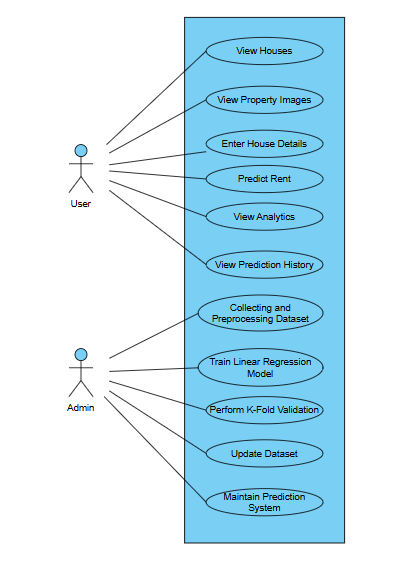 View Houses
View Property Images
Enter House Details
Predict Rent
User
View Analytics
View Prediction History
Collecting and
Preprocessing Dataset
Train Linear Regression
Model
Admin
Perform K-Fold Validation
Update Dataset
Maintain Prediction
System